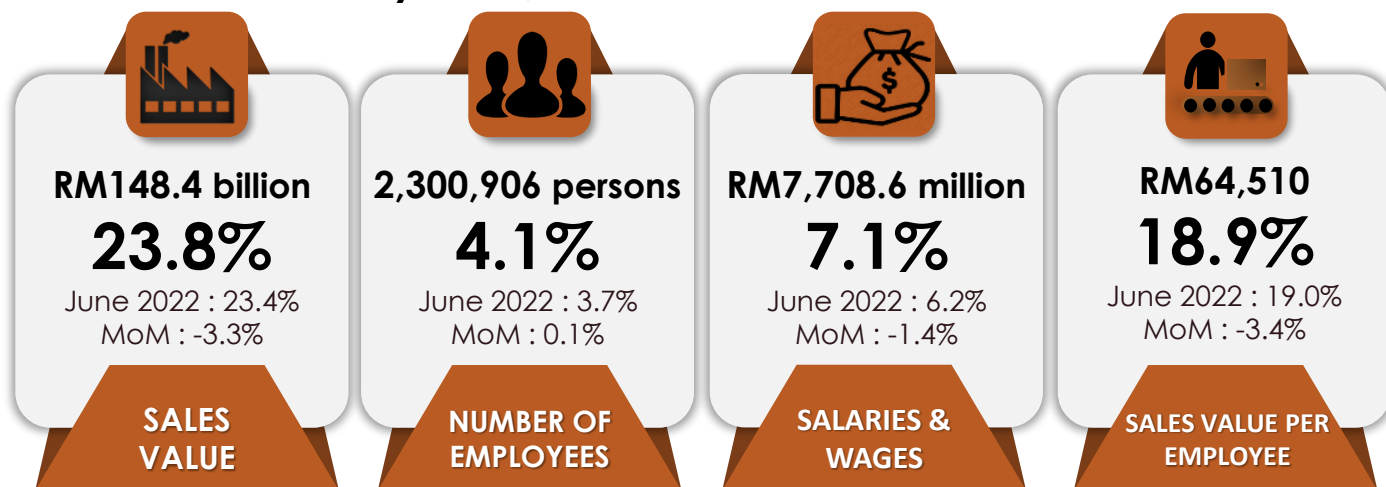 RM148.4 billion
23.8%
June 2022 : 23.4%
MoM : -3.3%
SALES
VALUE
2,300,906 persons
4.1%
June 2022 : 3.7%
MoM : 0.1%
NUMBER OF
EMPLOYEES
$
RM7,708.6 million
7.1%
June 2022 : 6.2%
MoM : -1.4%
SALARIES &
WAGES
RM64,510
18.9%
June 2022 : 19.0%
MoM : -3.4%
SALES VALUE PER
EMPLOYEE